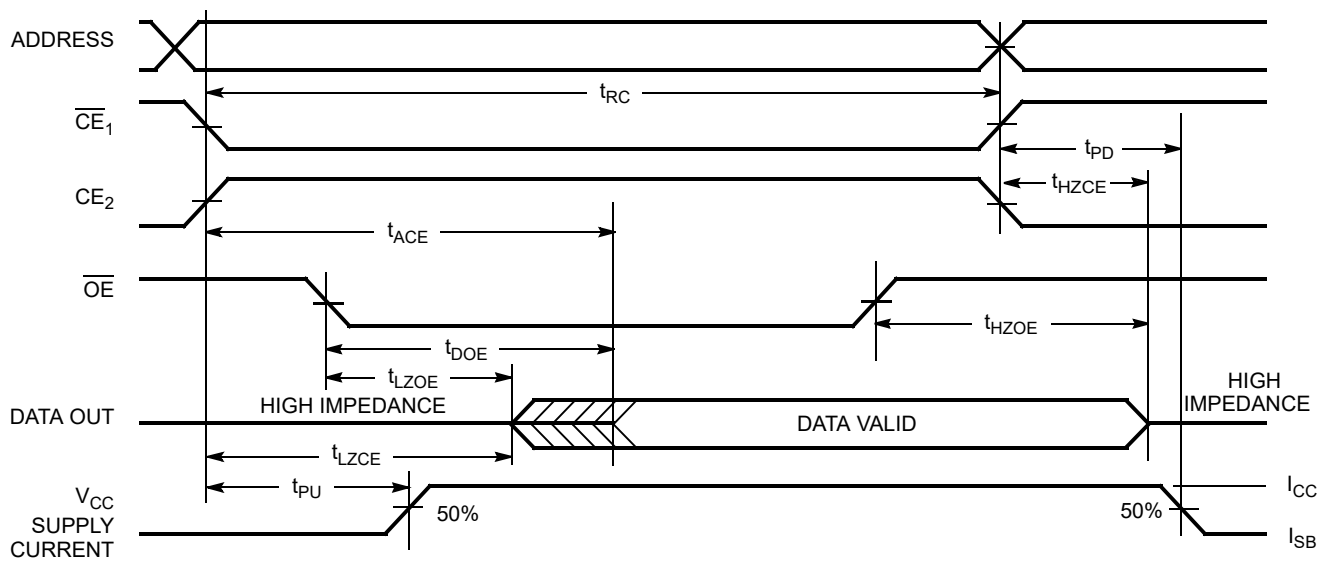 ADDRESS
tRC
CE1
tPD
tHZCE
CE2
tACE
OE
tHZOE
tDOE
tLZOE
HIGH IMPEDANCE
HIGH
IMPEDANCE
DATA OUT
DATA VALID
tLZCE
tPU
VCC
SUPPLY
CURRENT
50%
50%
ICC
ISB